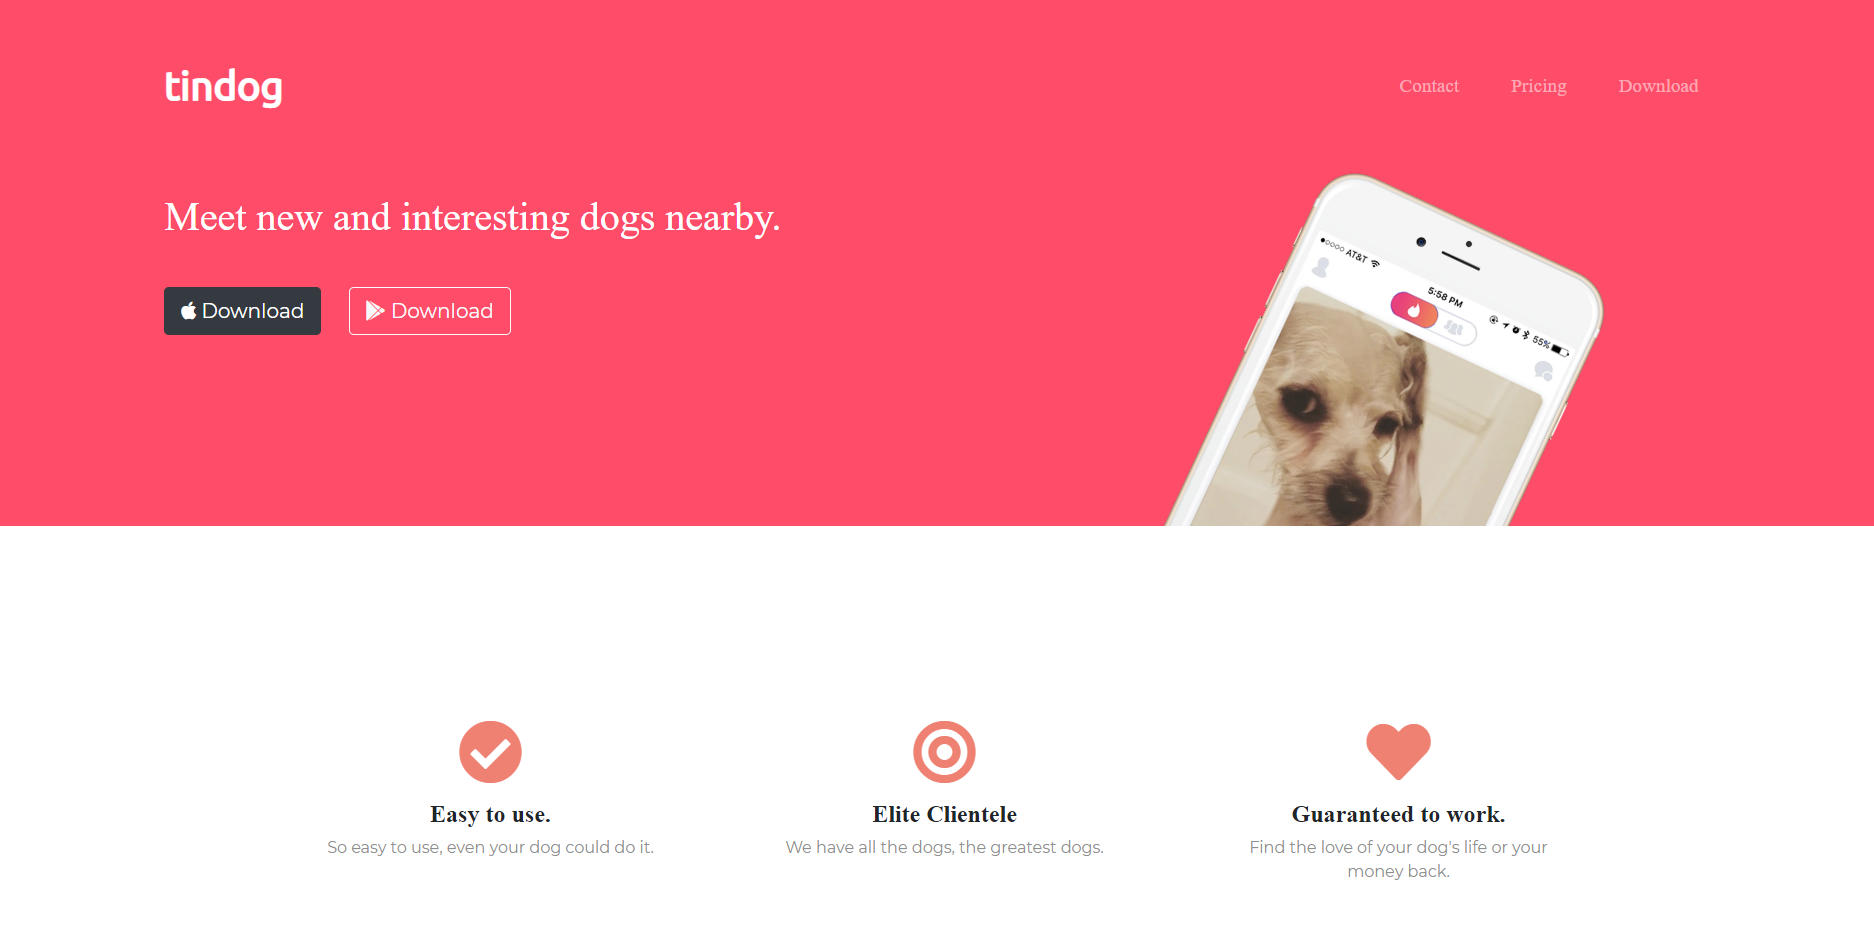 tindog
Contact Pricing Download
Meet new and interesting dogs nearby.
Download Download
AT&T
5:58 PM
55%
Easy to use.
So easy to use, even your dog could do it.
Elite Clientele
We have all the dogs, the greatest dogs.
Guaranteed to work.
Find the love of your dog's life or your
money back.